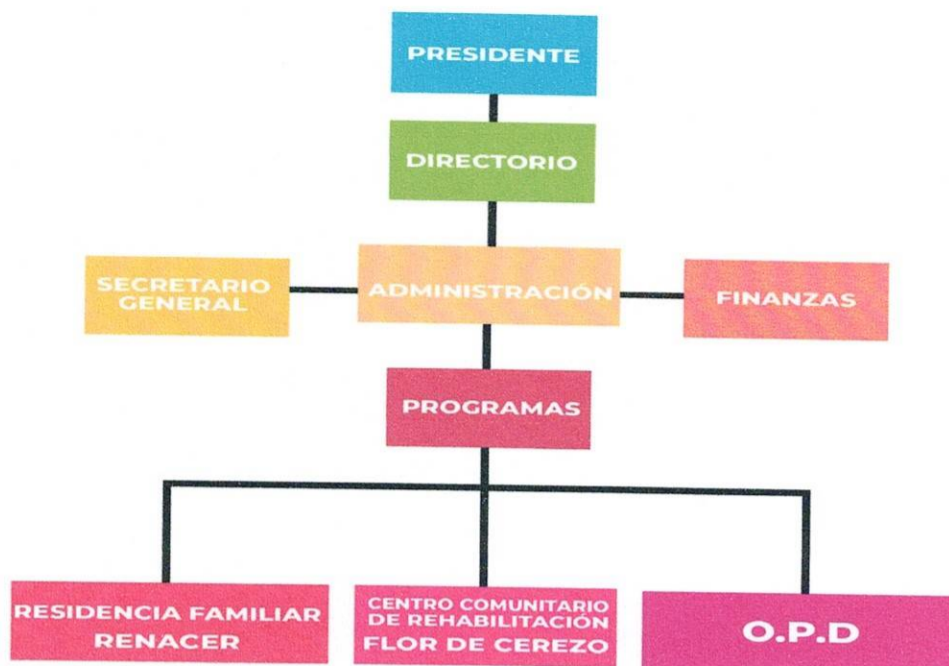 PRESIDENTE
DIRECTORIO
SECRETARIO
GENERAL
ADMINISTRACIÓN
FINANZAS
PROGRAMAS
RESIDENCIA FAMILIAR
RENACER
CENTRO COMUNITARIO
DE REHABILITACIÓN
FLOR DE CEREZO
O.P.D